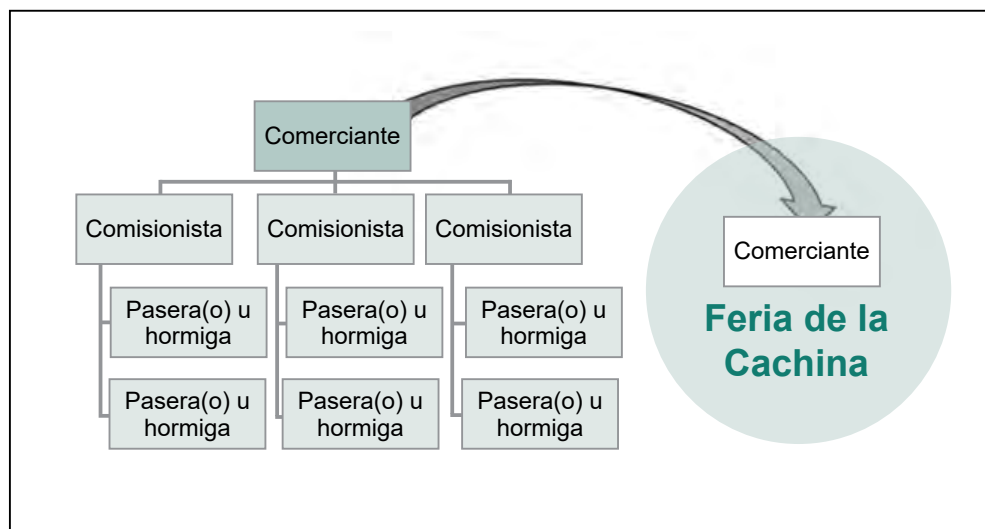 Comerciante
Comisionista
Comisionista
Comisionista
Pasera(o) u
hormiga
Pasera(o) u
hormiga
Pasera(o) u
hormiga
Pasera(o) u
hormiga
Pasera(o) u
hormiga
Pasera(o) u
hormiga
Comerciante
Feria de la
Cachina